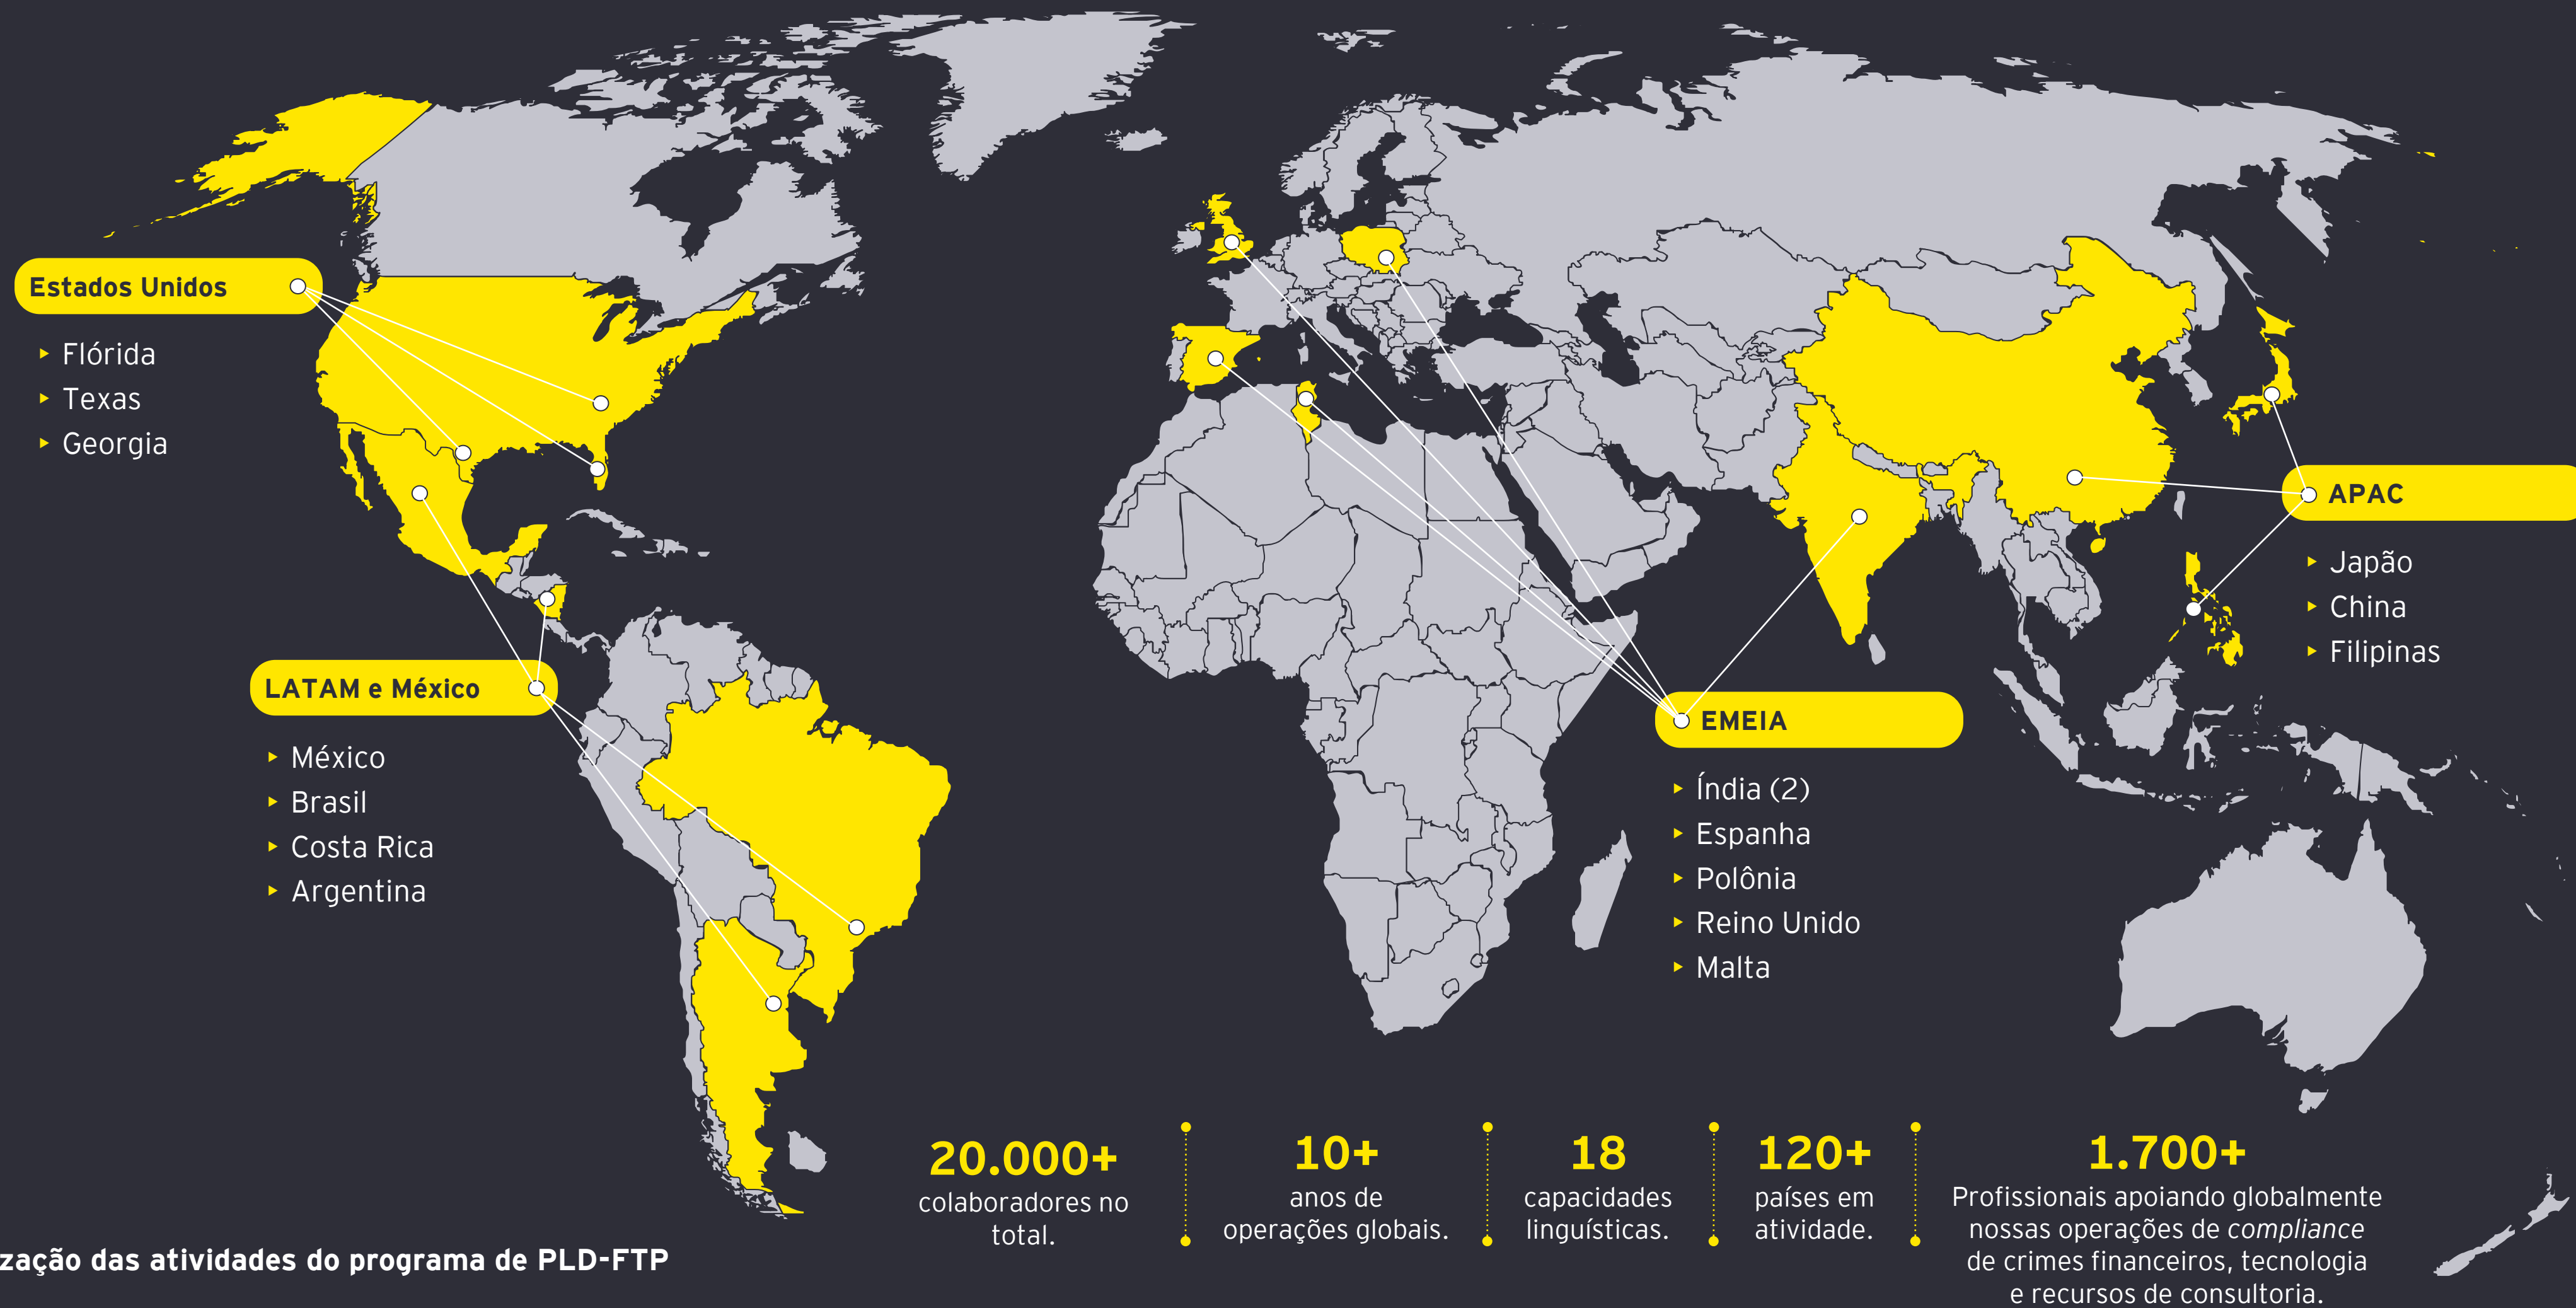 Estados Unidos
Flórida
Texas
Georgia
LATAM e México
México
Brasil
Costa Rica
Argentina
EMEIA
Índia (2)
Espanha
Polônia
Reino Unido
Malta
APAC
Japão
China
Filipinas
20.000+
colaboradores no
total.
10+
anos de
operações globais.
18
capacidades
linguísticas.
120+
países em
atividade.
1.700+
Profissionais apoiando globalmente
nossas operações de compliance
de crimes financeiros, tecnologia
e recursos de consultoria.
zação das atividades do programa de PLD-FTP